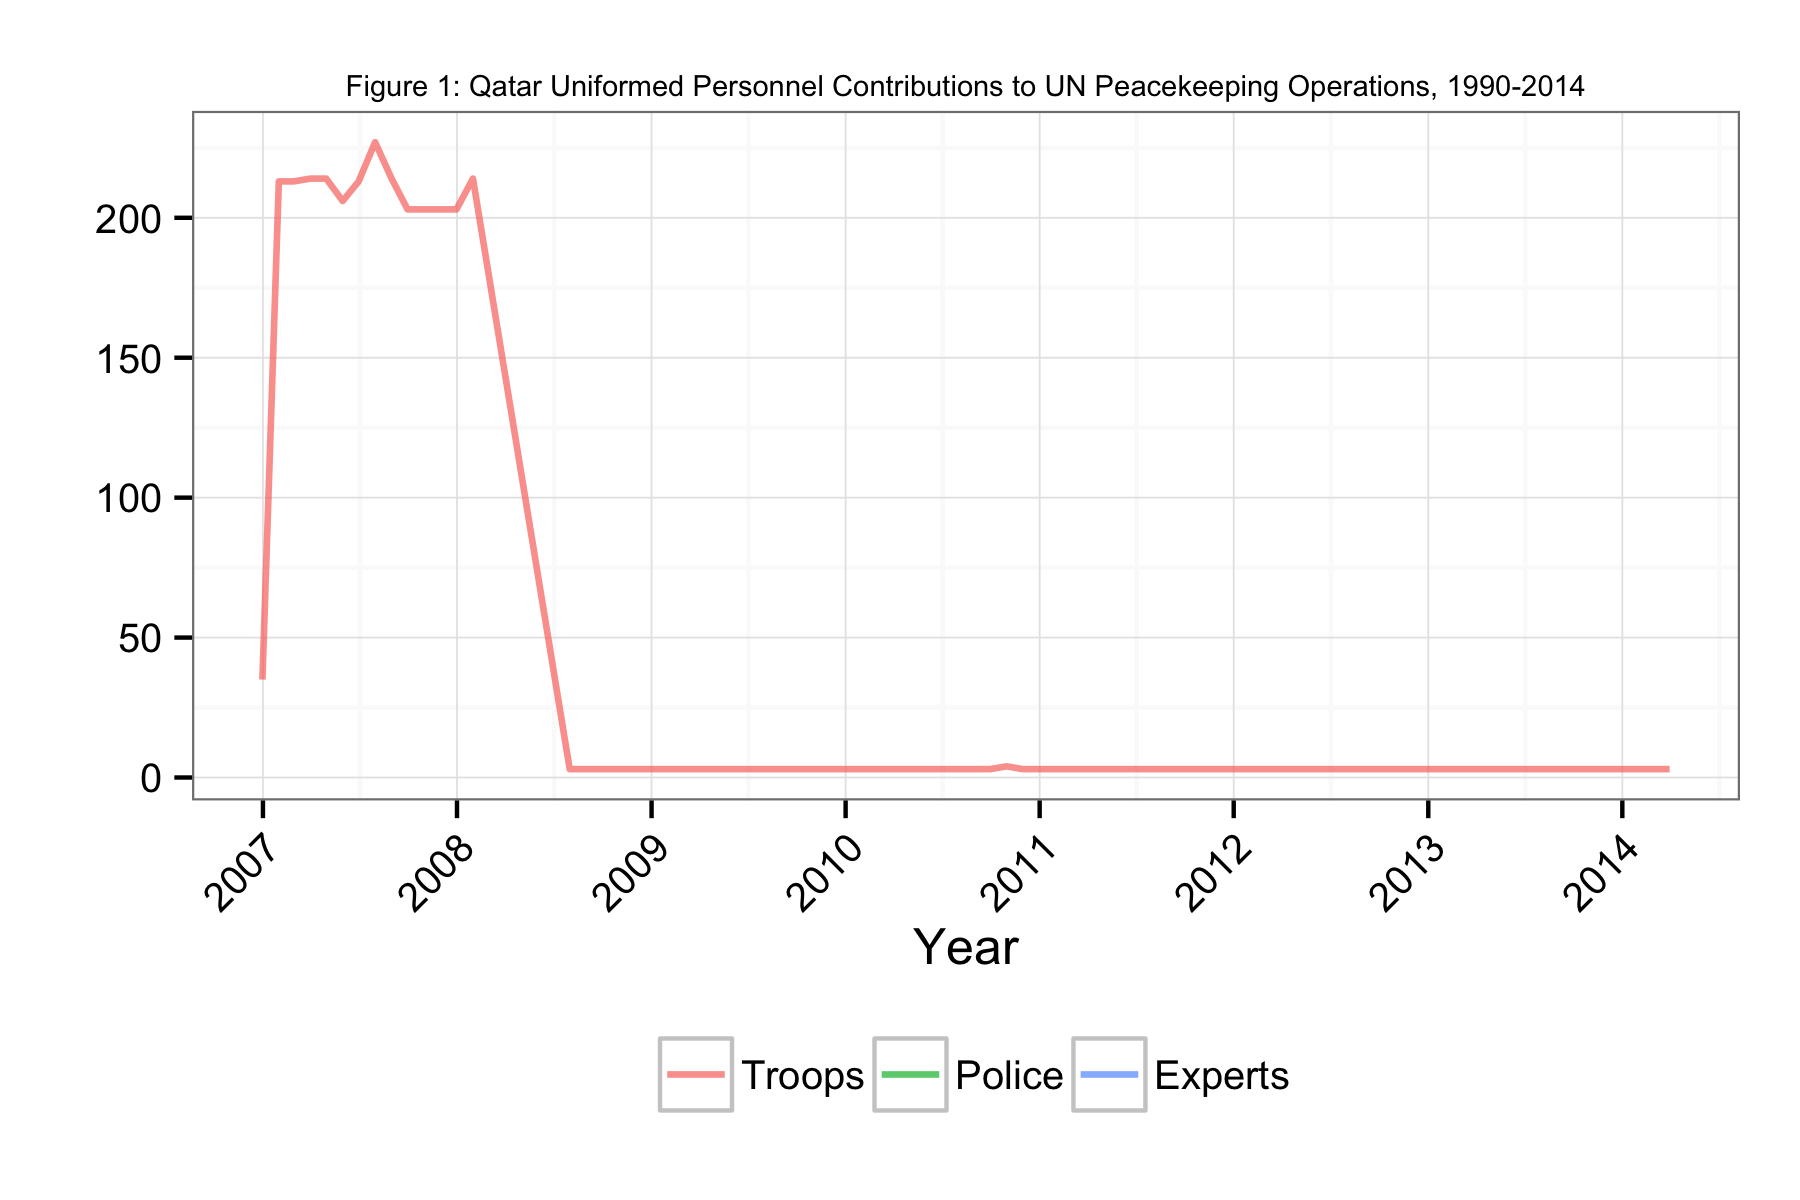 Figure 1: Qatar Uniformed Personnel Contributions to UN Peacekeeping Operations, 1990-2014
200
150
100
50
0
2007 2008 2009 2010 2011 2012 2013 2014
Year
Troops Police Experts